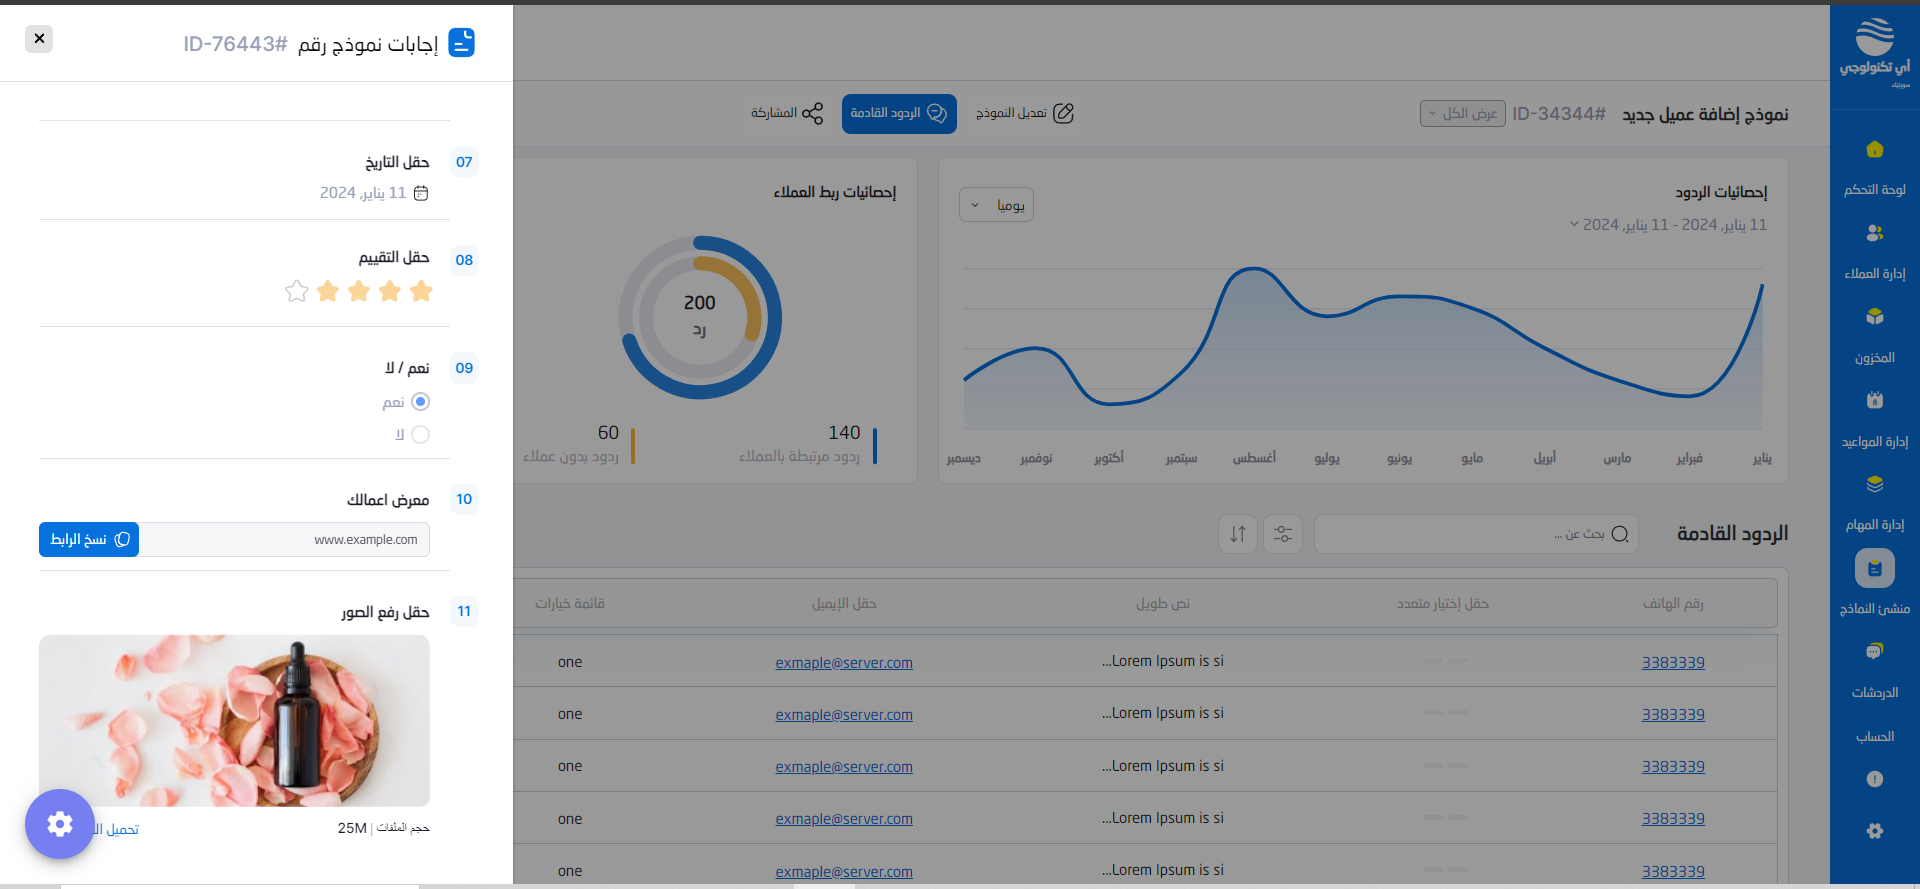 إجابات نموذج رقم #ID-76443
07
حقل التاريخ
11 يناير, 2024
08
حقل التقييم
09
نعم / لا
نعم
لا
10
معرض اعمالك
www.example.com
نسخ الرابط
11
حقل رفع الصور
حجم الملفات | 25M
تحميل
أي تكنولوجي
سورتيك
لوحة التحكم
إدارة العملاء
المخزون
إدارة المواعيد
إدارة المهام
منشئ النماذج
الدردشات
الحساب
نموذج إضافة عميل جديد #ID-34344 عرض الكل
تعديل النموذج
الردود القادمة
المشاركة
إحصائيات الردود
11 يناير, 2024 - 11 يناير, 2024
يوميا
يناير فبراير مارس أبريل مايو يونيو يوليو أغسطس سبتمبر أكتوبر نوفمبر ديسمبر
إحصائيات ربط العملاء
200
رد
140
ردود مرتبطة بالعملاء
60
ردود بدون عملاء
الردود القادمة
بحث عن ...
رقم الهاتف حقل إختيار متعدد نص طويل حقل الإيميل قائمة خيارات
3383339 Lorem Ipsum is si... exmaple@server.com one
3383339 Lorem Ipsum is si... exmaple@server.com one
3383339 Lorem Ipsum is si... exmaple@server.com one
3383339 Lorem Ipsum is si... exmaple@server.com one
3383339 Lorem Ipsum is si... exmaple@server.com one